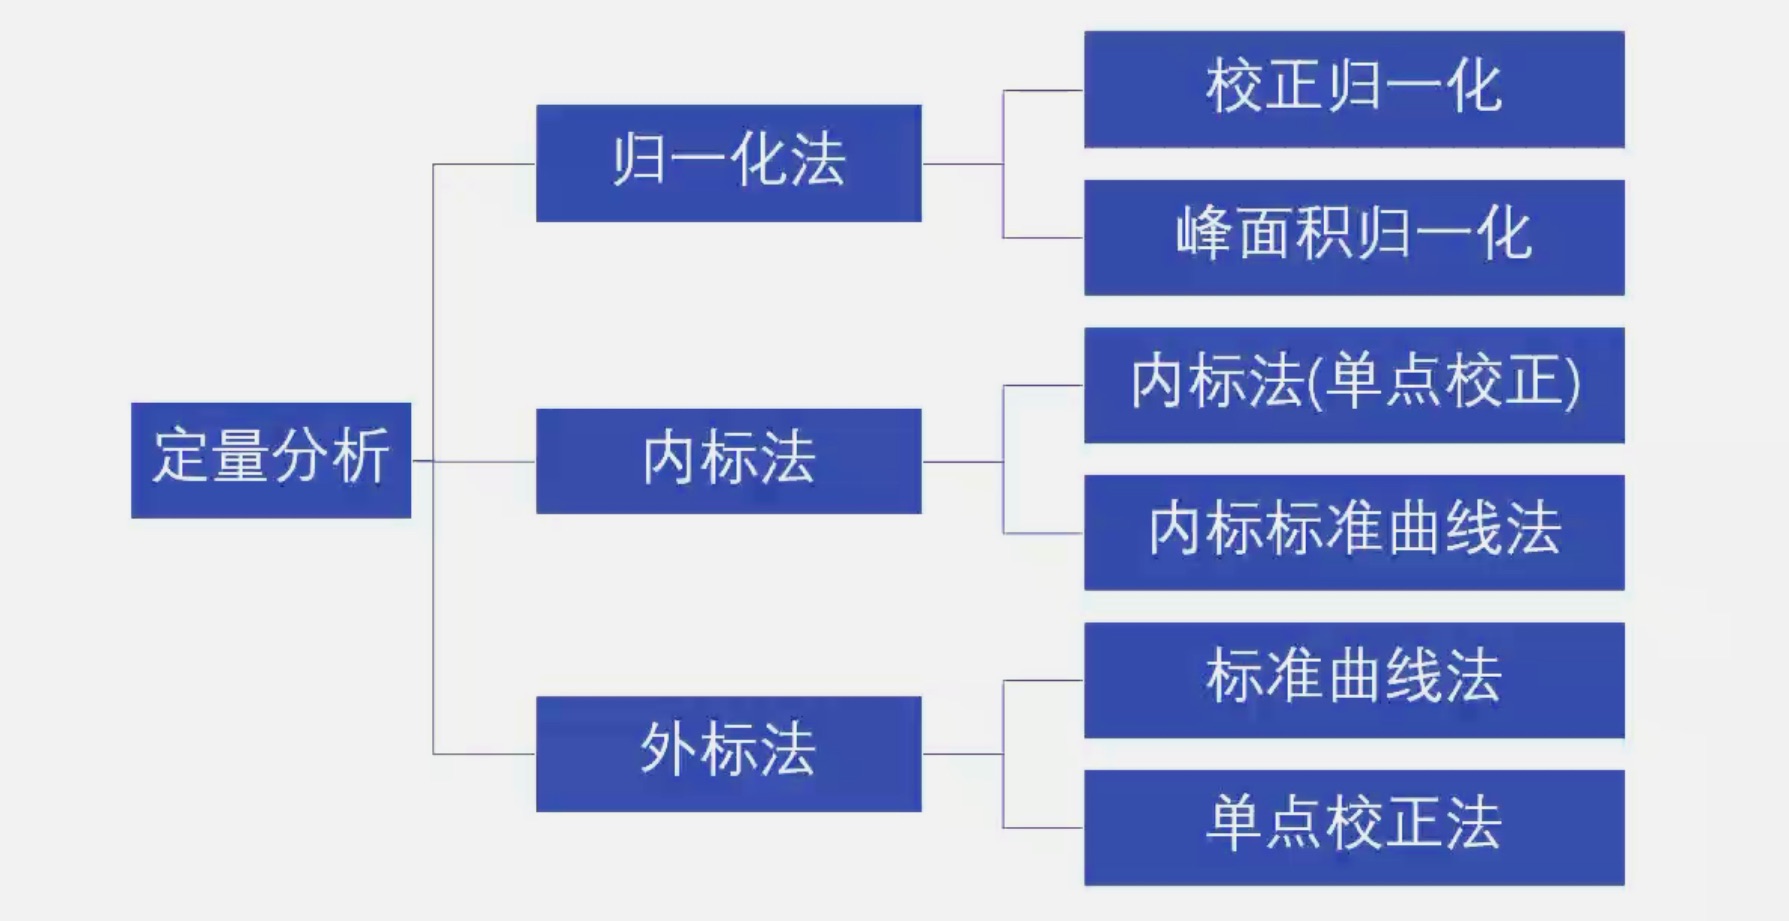 定量分析
归一化法
校正归一化
峰面积归一化
内标法
内标法(单点校正)
内标标准曲线法
外标法
标准曲线法
单点校正法